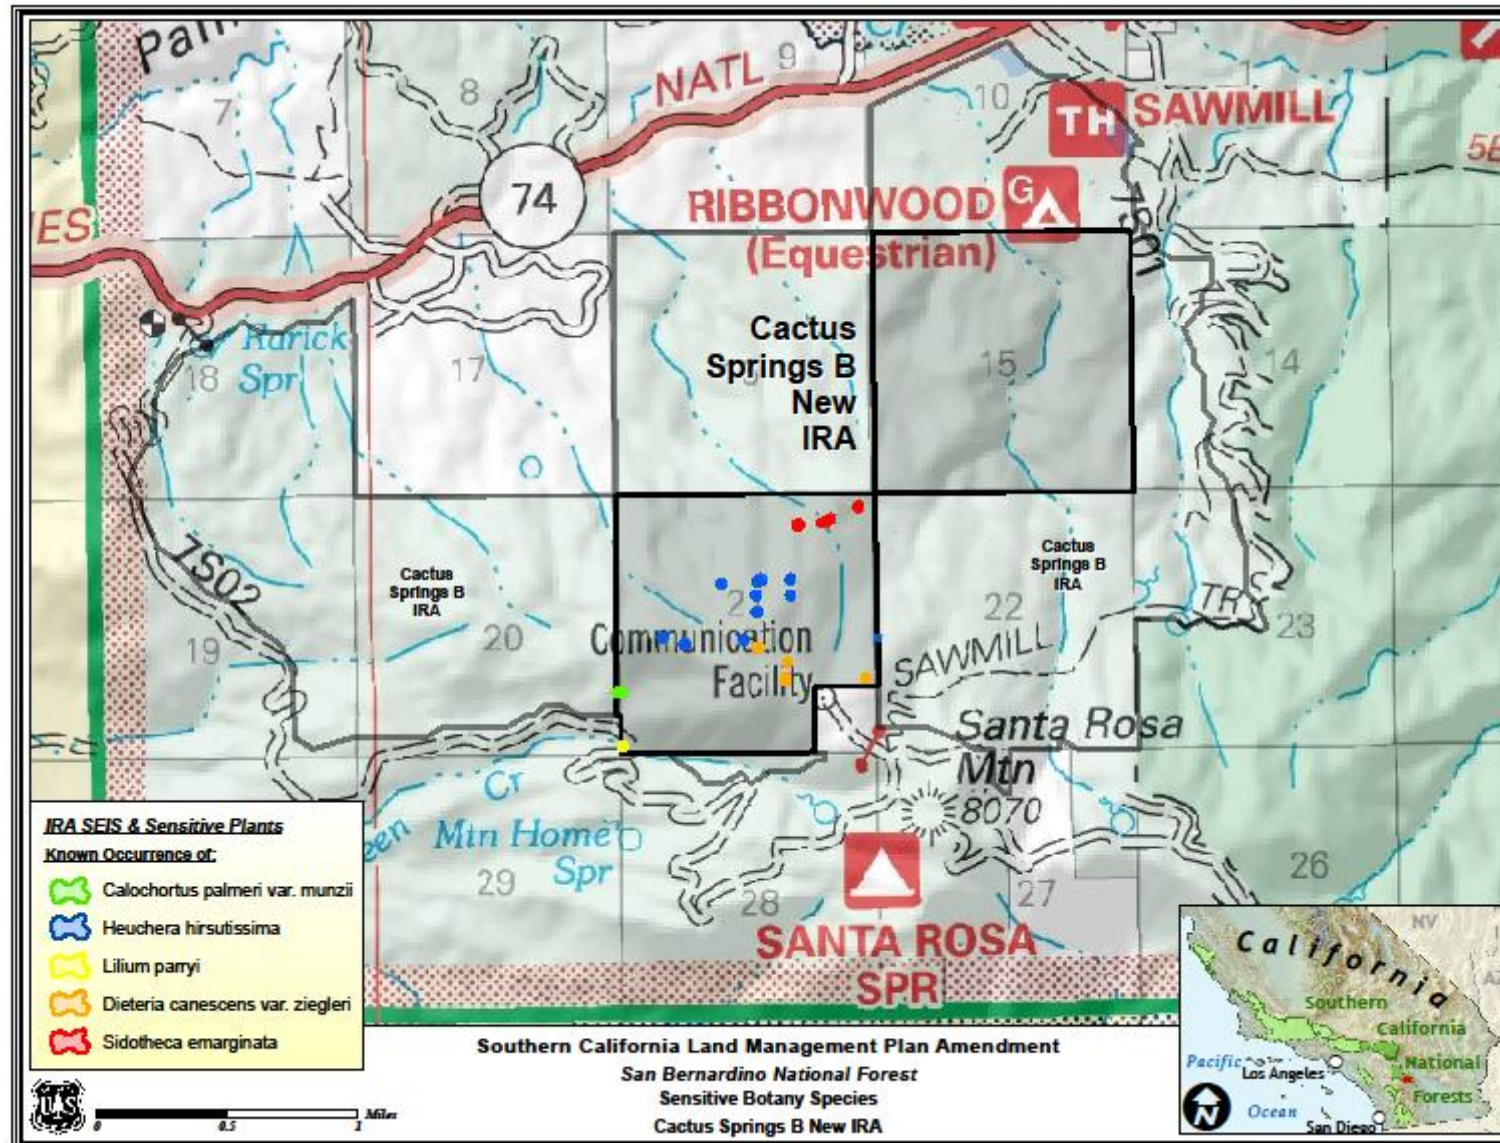 7
8
9
10
1
NATL
TH SAWMILL
74
RIBBONWOOD G
(Equestrian)
7S01
Cactus
Springs B
New
IRA
Rarick
Spr
18
17
15
14
7S02
Cactus
Springs B
IRA
Cactus
Springs B
IRA
19
20
22
23
Communication
Facility
SAWMILL
TR
Santa Rosa
Mtn
8070
Cr
Mtn Home
Spr
29
28
27
26
SANTA ROSA
SPR
IRA SEIS & Sensitive Plants
Known Occurrence of:
Calochortus palmeri var. munzii
Heuchera hirsutissima
Lilium parryi
Dieteria canescens var. ziegleri
Sidotheca emarginata
0 0.5 1 Miles
Southern California Land Management Plan Amendment
San Bernardino National Forest
Sensitive Botany Species
Cactus Springs B New IRA
NV
California
Southern
California
National
Forests
Pacific
Los Angeles
Ocean
San Diego
N
US